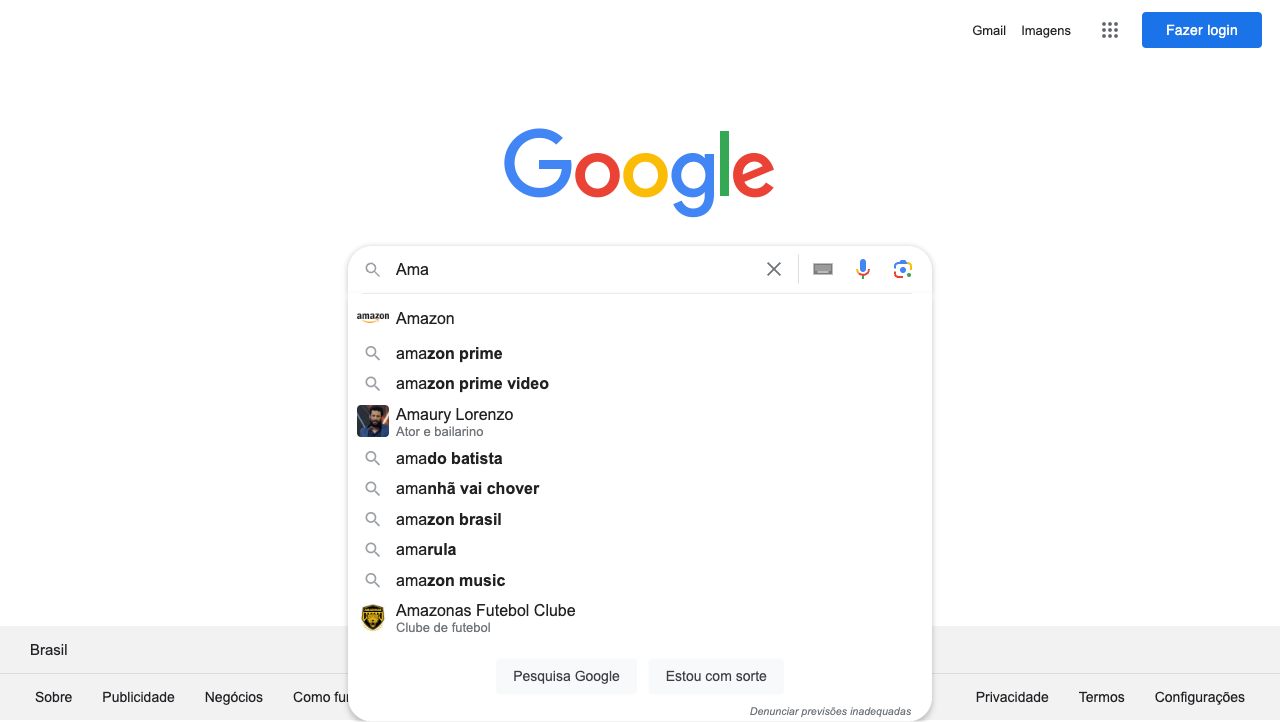 Gmail Imagens Fazer login
Google
Ama
amazon Amazon
amazon prime
amazon prime video
Amaury Lorenzo
Ator e bailarino
amado batista
amanhã vai chover
amazon brasil
amarula
amazon music
Amazonas Futebol Clube
Clube de futebol
Pesquisa Google Estou com sorte
Denunciar previsões inadequadas
Brasil
Sobre Publicidade Negócios Como Privacidade Termos Configurações